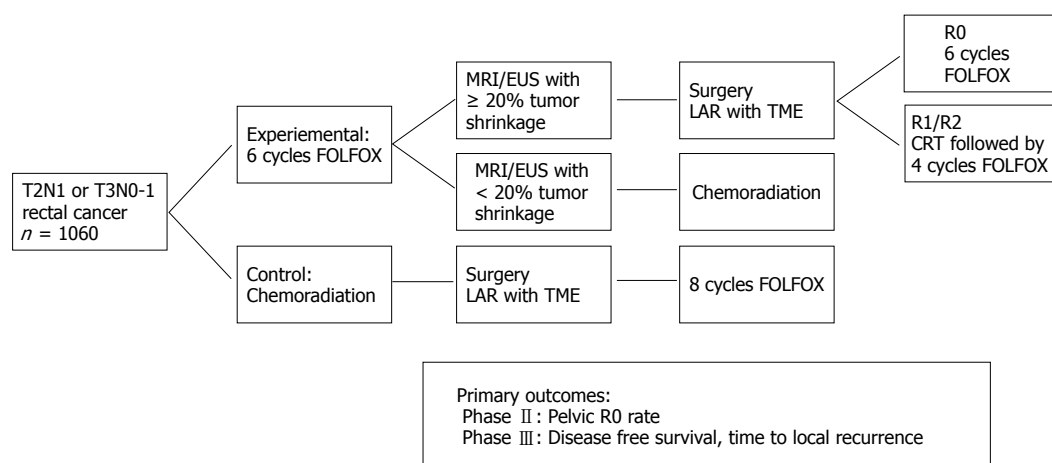 T2N1 or T3N0-1
rectal cancer
n = 1060
Experiemental:
6 cycles FOLFOX
Control:
Chemoradiation
MRI/EUS with
≥ 20% tumor
shrinkage
MRI/EUS with
< 20% tumor
shrinkage
Surgery
LAR with TME
Surgery
LAR with TME
Chemoradiation
8 cycles FOLFOX
R0
6 cycles
FOLFOX
R1/R2
CRT followed by
4 cycles FOLFOX
Primary outcomes:
Phase Ⅱ: Pelvic R0 rate
Phase Ⅲ: Disease free survival, time to local recurrence